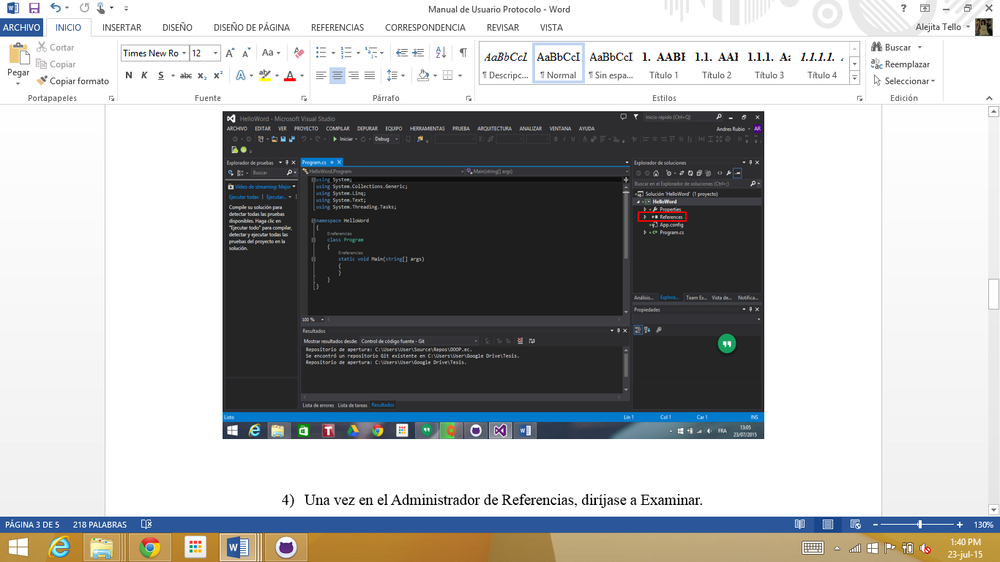 Manual de Usuario Protocolo - Word
ARCHIVO INICIO INSERTAR DISEÑO DISEÑO DE PÁGINA REFERENCIAS CORRESPONDENCIA REVISAR VISTA Alejita Tello
Pegar
Cortar
Copiar
Copiar formato
Portapapeles
Times New Ro 12
N K S abc x₂ x² A A
Fuente
Párrafo
AaBbCcI AaBbCcI AaBbCcI 1. AABI 1.1. AAI 1.1.1. Aa 1.1.1.1.
¶ Descripc... ¶ Normal ¶ Sin espa... Título 1 Título 2 Título 3 Título 4
Estilos
Buscar
Reemplazar
Seleccionar
Edición
HelloWord - Microsoft Visual Studio
Inicio rápido (Ctrl+Q)
ARCHIVO EDITAR VER PROYECTO COMPILAR DEPURAR EQUIPO HERRAMIENTAS PRUEBA ARQUITECTURA ANALIZAR VENTANA AYUDA
Andres Rubio AR
Iniciar Debug
Explorador de pruebas
Buscar
Vídeo de streaming: Mejor
Ejecutar todas | Ejecutar...
Compile su solución para
detectar todas las pruebas
disponibles. Haga clic en
"Ejecutar todo" para compilar,
detectar y ejecutar todas las
pruebas del proyecto en la
solución.
Program.cs
HelloWord.Program Main(string[] args)
using System;
using System.Collections.Generic;
using System.Linq;
using System.Text;
using System.Threading.Tasks;
namespace HelloWord
{
0 referencias
class Program
{
0 referencias
static void Main(string[] args)
{
}
}
}
100 %
Resultados
Mostrar resultados desde: Control de código fuente - Git
Repositorio de apertura: C:\Users\User\Source\Repos\DOOP.ec.
Se encontró un repositorio Git existente en C:\Users\User\Google Drive\Tesis.
Repositorio de apertura: C:\Users\User\Google Drive\Tesis.
Lista de errores Lista de tareas Resultados
Explorador de soluciones
Buscar en el Explorador de soluciones (Ctrl+;)
Solución 'HelloWord' (1 proyecto)
HelloWord
Properties
References
App.config
Program.cs
Análisis... Explora... Team Ex... Vista de... Notifica...
Propiedades
Listo Lín 1 Col 1 Car 1 INS
FRA
13:05
23/07/2015
4) Una vez en el Administrador de Referencias, diríjase a Examinar.
PÁGINA 3 DE 5 218 PALABRAS 130%
1:40 PM
23-jul-15